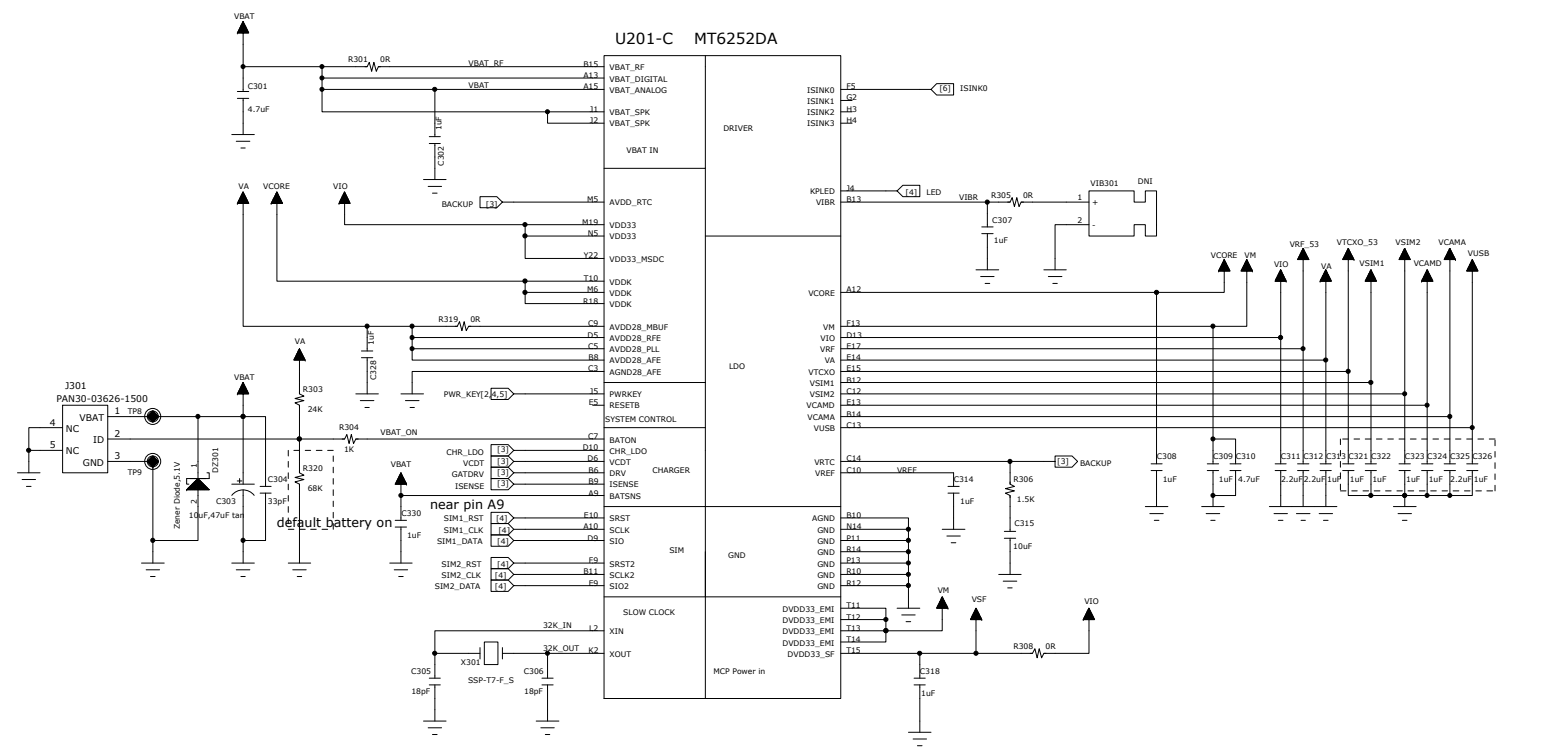 U201-C MT6252DA
VBAT
R301 0R VBAT_RF B15 VBAT_RF
A13 VBAT_DIGITAL
C301 VBAT A15 VBAT_ANALOG
4.7uF
J1 VBAT_SPK
J2 VBAT_SPK
1uF
C302
VBAT IN
DRIVER
ISINK0 F5 [6] ISINK0
ISINK1 G2
ISINK2 H3
ISINK3 H4
VA VCORE VIO
BACKUP [3] M5 AVDD_RTC
M19 VDD33
N5 VDD33
Y22 VDD33_MSDC
T10 VDDK
M6 VDDK
R18 VDDK
R319 0R C9 AVDD28_MBUF
D5 AVDD28_RFE
C5 AVDD28_PLL
B8 AVDD28_AFE
C3 AGND28_AFE
1uF
C328
KPLED J4 [4] LED
VIBR B13 VIBR R305 0R
C307
1uF
VIB301 DNI
1 +
2 -
LDO
VCORE A12
VM F13
VIO D13
VRF E17
VA E14
VTCXO E15
VSIM1 B12
VSIM2 C12
VCAMD E13
VCAMA B14
VUSB C13
VRTC C14 [3] BACKUP
VREF C10 VREF
C314
1uF
R306
1.5K
C315
10uF
VCORE VM
VIO
VRF_53
VA
VTCXO_53
VSIM1
VSIM2
VCAMD
VCAMA
VUSB
C308
1uF
C309 C310
1uF 4.7uF
C311 C312 C321 C322 C323 C324 C325 C326
2.2uF 2.2uF 1uF 1uF 1uF 1uF 1uF 2.2uF 1uF
PWR_KEY[2,4,5] J5 PWRKEY
E5 RESETB
SYSTEM CONTROL
J301
PAN30-03626-1500
VBAT 1 TP8
4 NC
ID 2
5 NC
GND 3
TP9
VBAT
VA
R303
24K
R304
1K
VBAT_ON
C7 BATON
R320
68K
1
DZ301
2
Zener Diode,5.1V
+
C303
10uF,47uF tan
C304
33pF
default battery on
CHR_LDO [3] D10 CHR_LDO
VCDT [3] D6 VCDT
GATDRV [3] B6 DRV
ISENSE [3] B9 ISENSE
A9 BATSNS
CHARGER
VBAT
near pin A9
C330
1uF
SIM1_RST [4] E10 SRST
SIM1_CLK [4] A10 SCLK
SIM1_DATA [4] D9 SIO
SIM
SIM2_RST [4] F9 SRST2
SIM2_CLK [4] B11 SCLK2
SIM2_DATA [4] E9 SIO2
GND
AGND B10
GND N14
GND P11
GND R14
GND P13
GND R10
GND R12
SLOW CLOCK
32K_IN L2 XIN
32K_OUT K2 XOUT
X301
SSP-T7-F_S
C305
18pF
C306
18pF
MCP Power in
DVDD33_EMI T11
DVDD33_EMI T12
DVDD33_EMI T13
DVDD33_EMI T14
DVDD33_SF T15
VM
VSF
VIO
R308 0R
C318
1uF